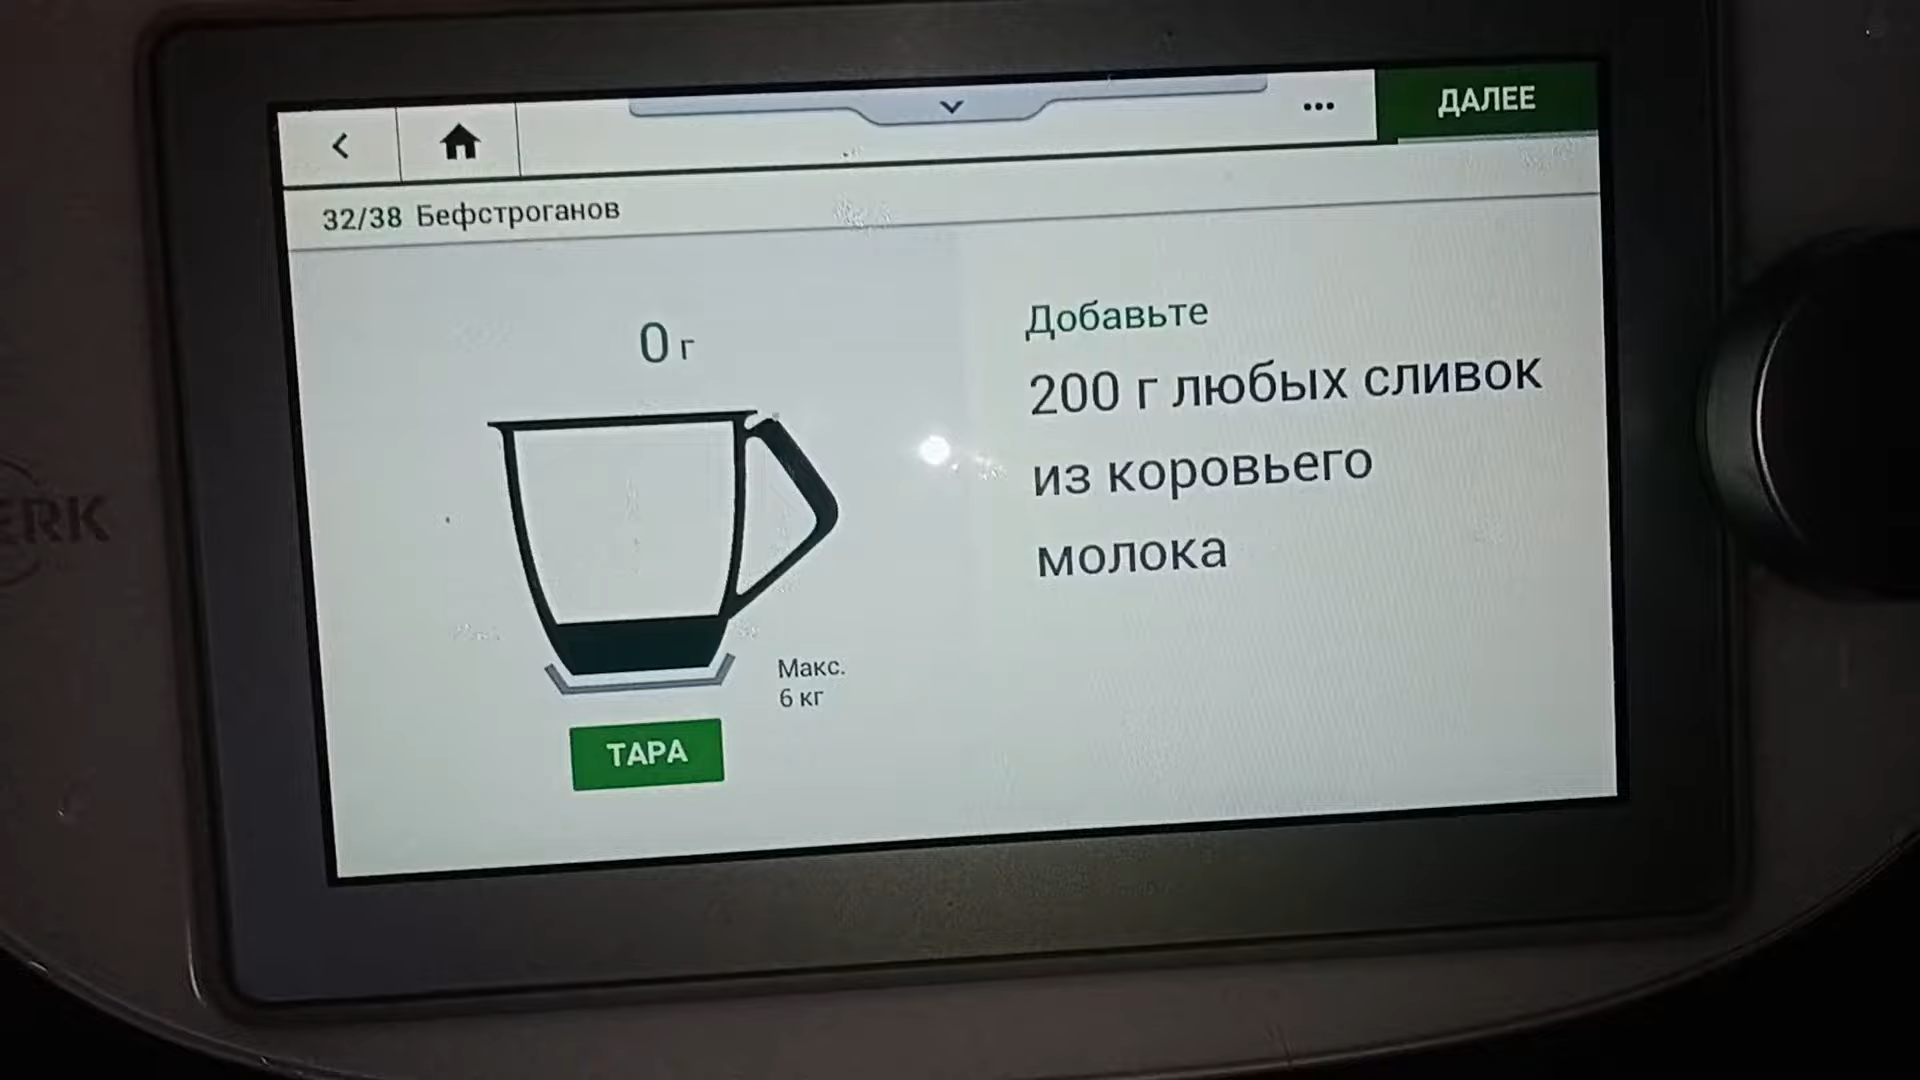 ДАЛЕЕ
32/38 Бефстроганов
0 г
Добавьте
200 г любых сливок
из коровьего
молока
Макс.
6 кг
ТАРА
ERK